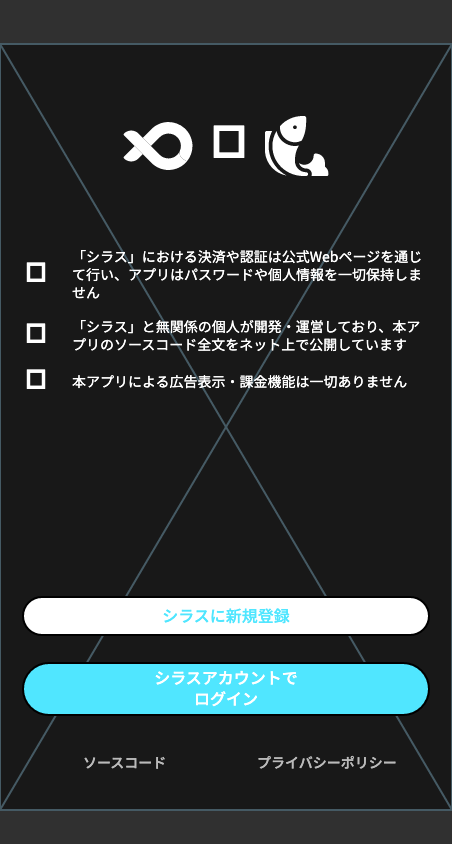 「シラス」における決済や認証は公式Webページを通じ
て行い、アプリはパスワードや個人情報を一切保持しま
せん
「シラス」と無関係の個人が開発・運営しており、本ア
プリのソースコード全文をネット上で公開しています
本アプリによる広告表示・課金機能は一切ありません
シラスに新規登録
シラスアカウントで
ログイン
ソースコード
プライバシーポリシー